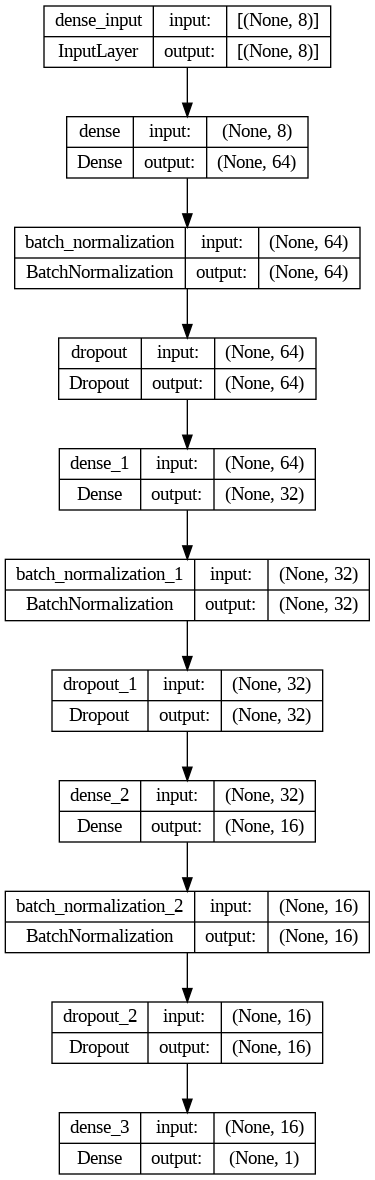 dense_input input: [(None, 8)]
InputLayer output: [(None, 8)]
dense input: (None, 8)
Dense output: (None, 64)
batch_normalization input: (None, 64)
BatchNormalization output: (None, 64)
dropout input: (None, 64)
Dropout output: (None, 64)
dense_1 input: (None, 64)
Dense output: (None, 32)
batch_normalization_1 input: (None, 32)
BatchNormalization output: (None, 32)
dropout_1 input: (None, 32)
Dropout output: (None, 32)
dense_2 input: (None, 32)
Dense output: (None, 16)
batch_normalization_2 input: (None, 16)
BatchNormalization output: (None, 16)
dropout_2 input: (None, 16)
Dropout output: (None, 16)
dense_3 input: (None, 16)
Dense output: (None, 1)